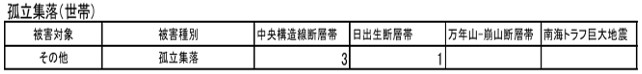 孤立集落(世帯)
被害対象 被害種別 中央構造線断層帯 日出生断層帯 万年山-崩山断層帯 南海トラフ巨大地震
その他 孤立集落 3 1